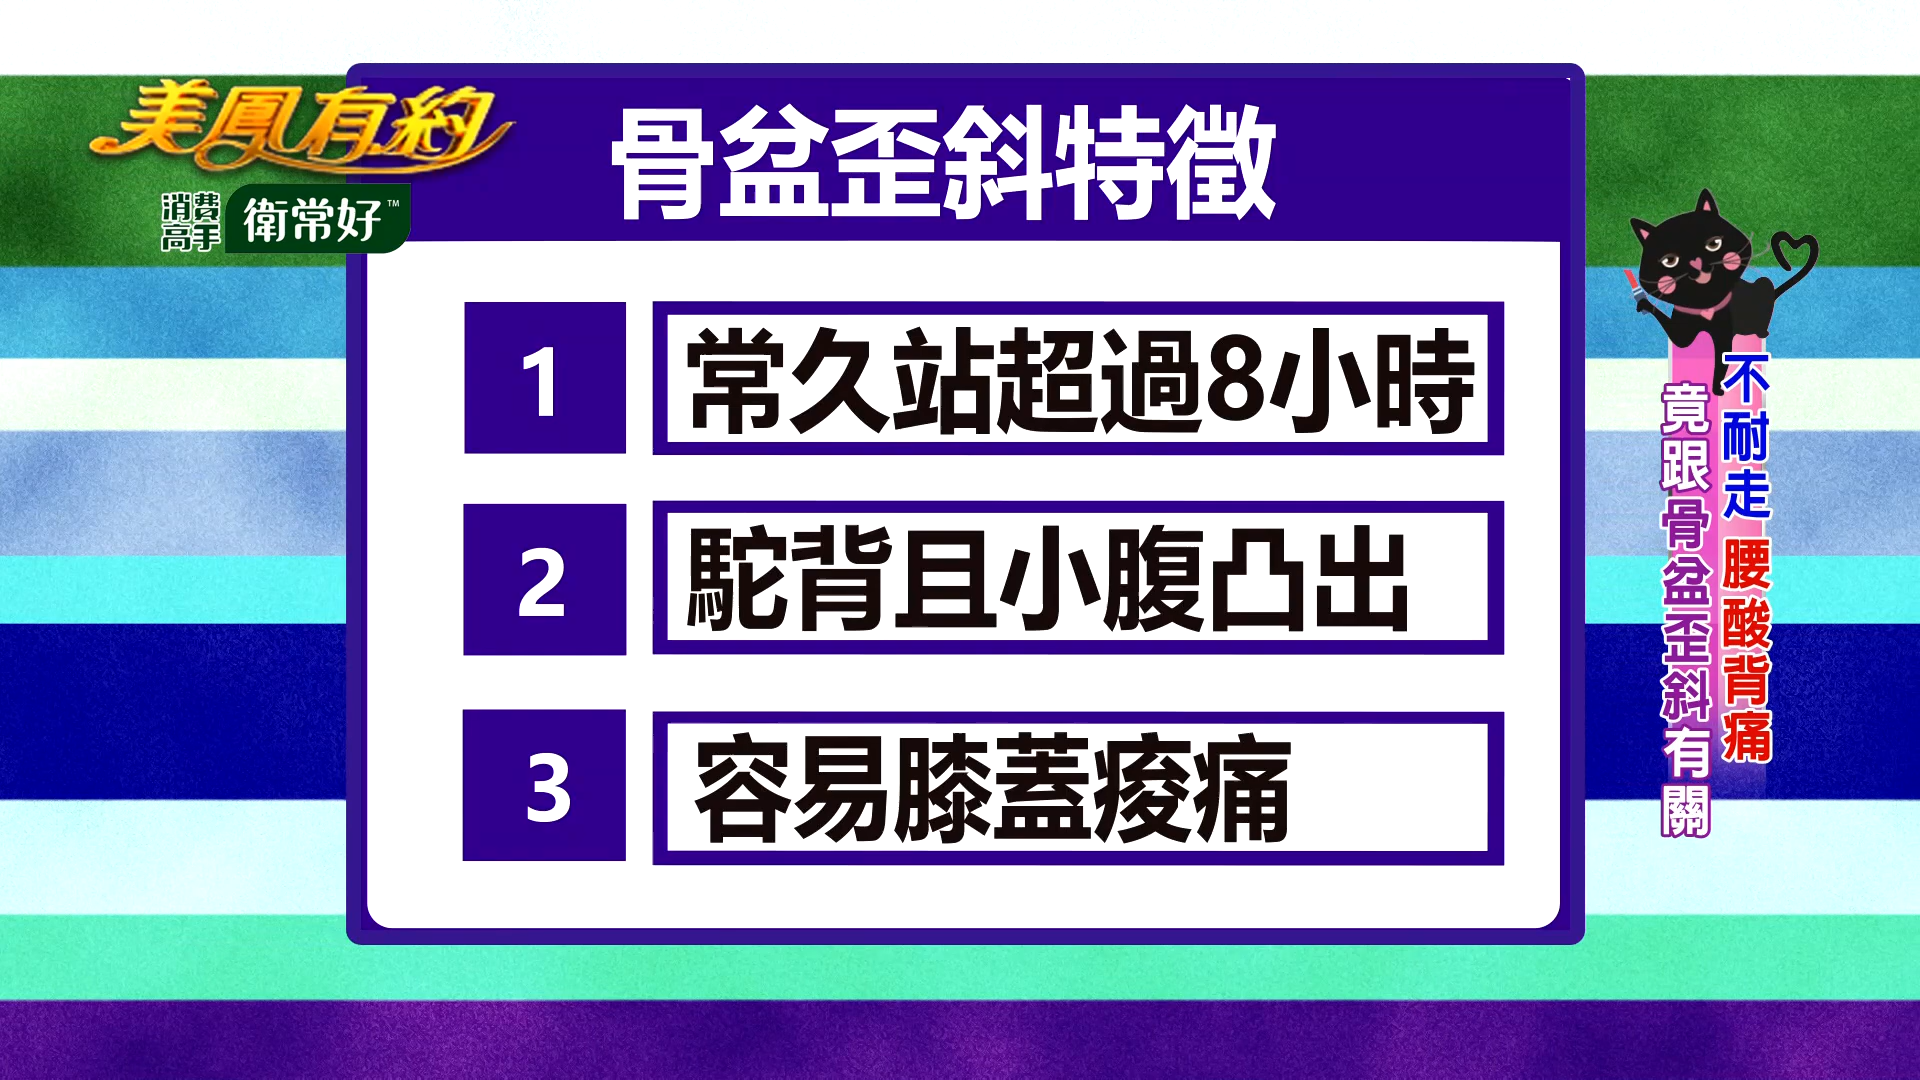 美鳳有約
消費
高手
衛常好™
骨盆歪斜特徵
1
常久站超過8小時
2
駝背且小腹凸出
3
容易膝蓋痠痛
不耐走 腰酸背痛
竟跟骨盆歪斜有關